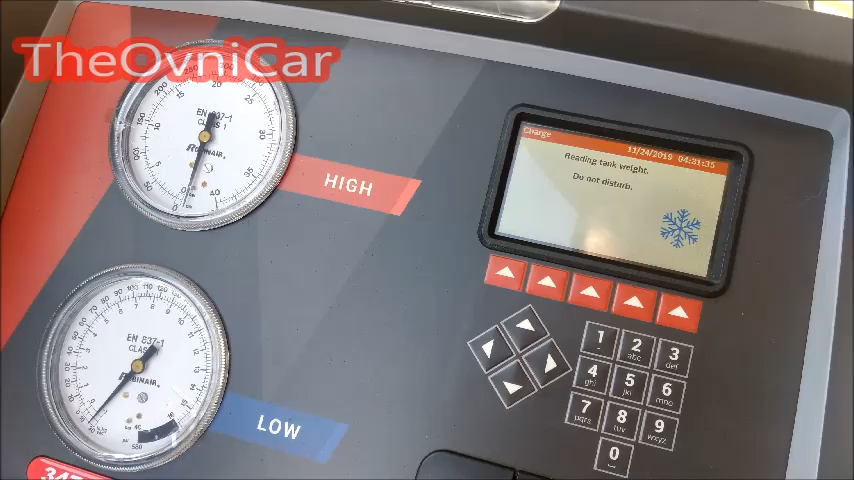 TheOvniCar
EN 837-1
CLASS 1
ROBINAIR
HIGH
Charge
11/24/2019 04:31:35
Reading tank weight.
Do not disturb.
EN 837-1
ROBINAIR
LOW
1
2 abc
3 def
4 ghi
5 jkl
6 mno
7 pqrs
8 tuv
9 wxyz
0
347